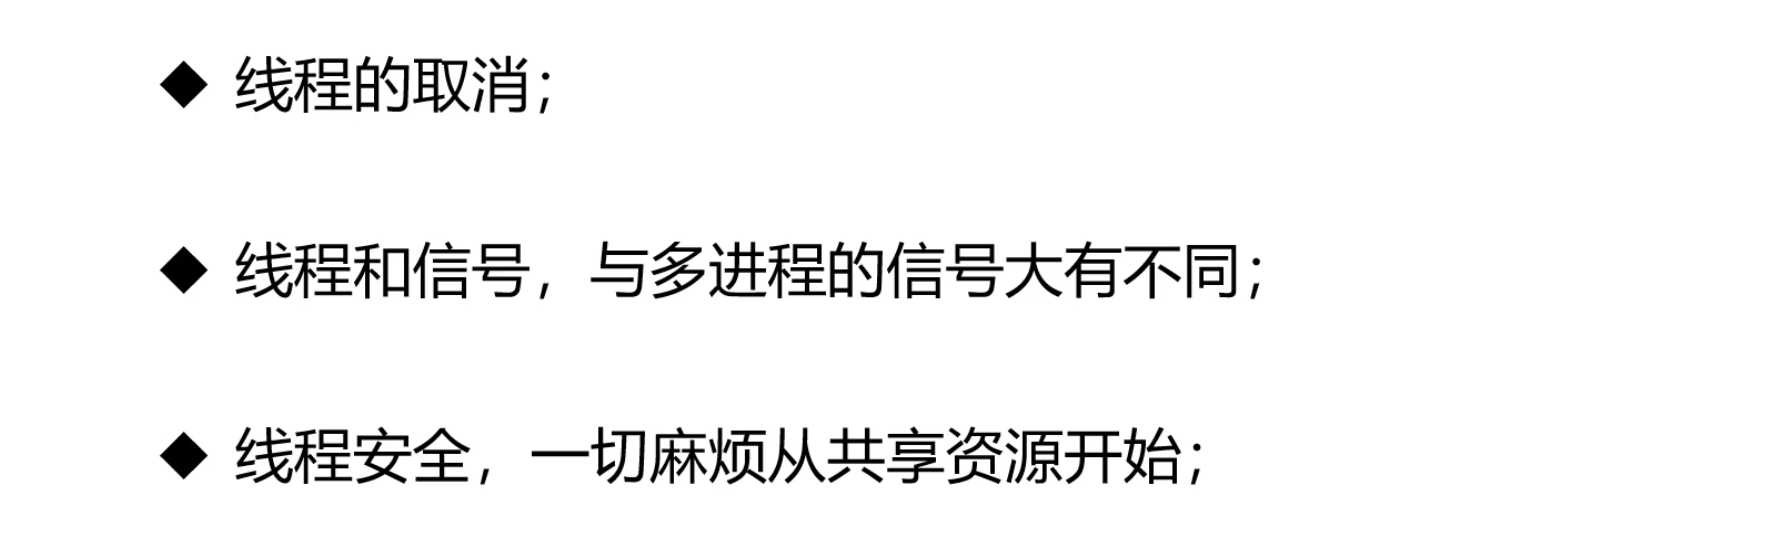 ◆ 线程的取消；
◆ 线程和信号，与多进程的信号大有不同；
◆ 线程安全，一切麻烦从共享资源开始；